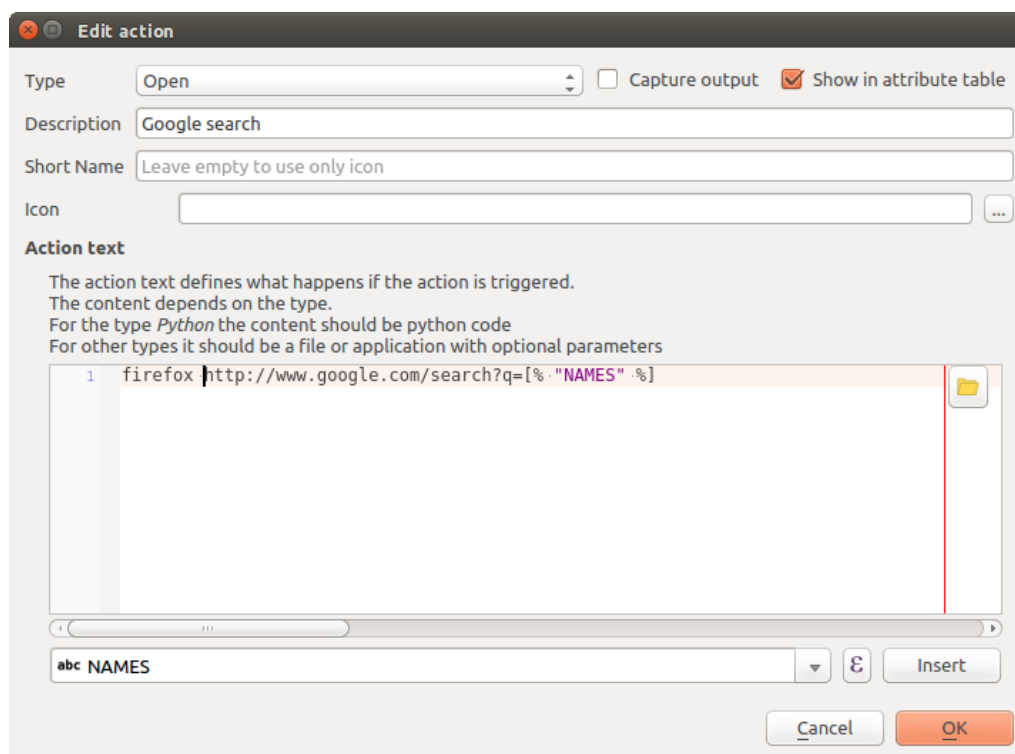 Edit action
Type Open Capture output Show in attribute table
Description Google search
Short Name Leave empty to use only icon
Icon ...
Action text
The action text defines what happens if the action is triggered.
The content depends on the type.
For the type Python the content should be python code
For other types it should be a file or application with optional parameters
1 firefox http://www.google.com/search?q=[% "NAMES" %]
abc NAMES ε Insert
Cancel OK